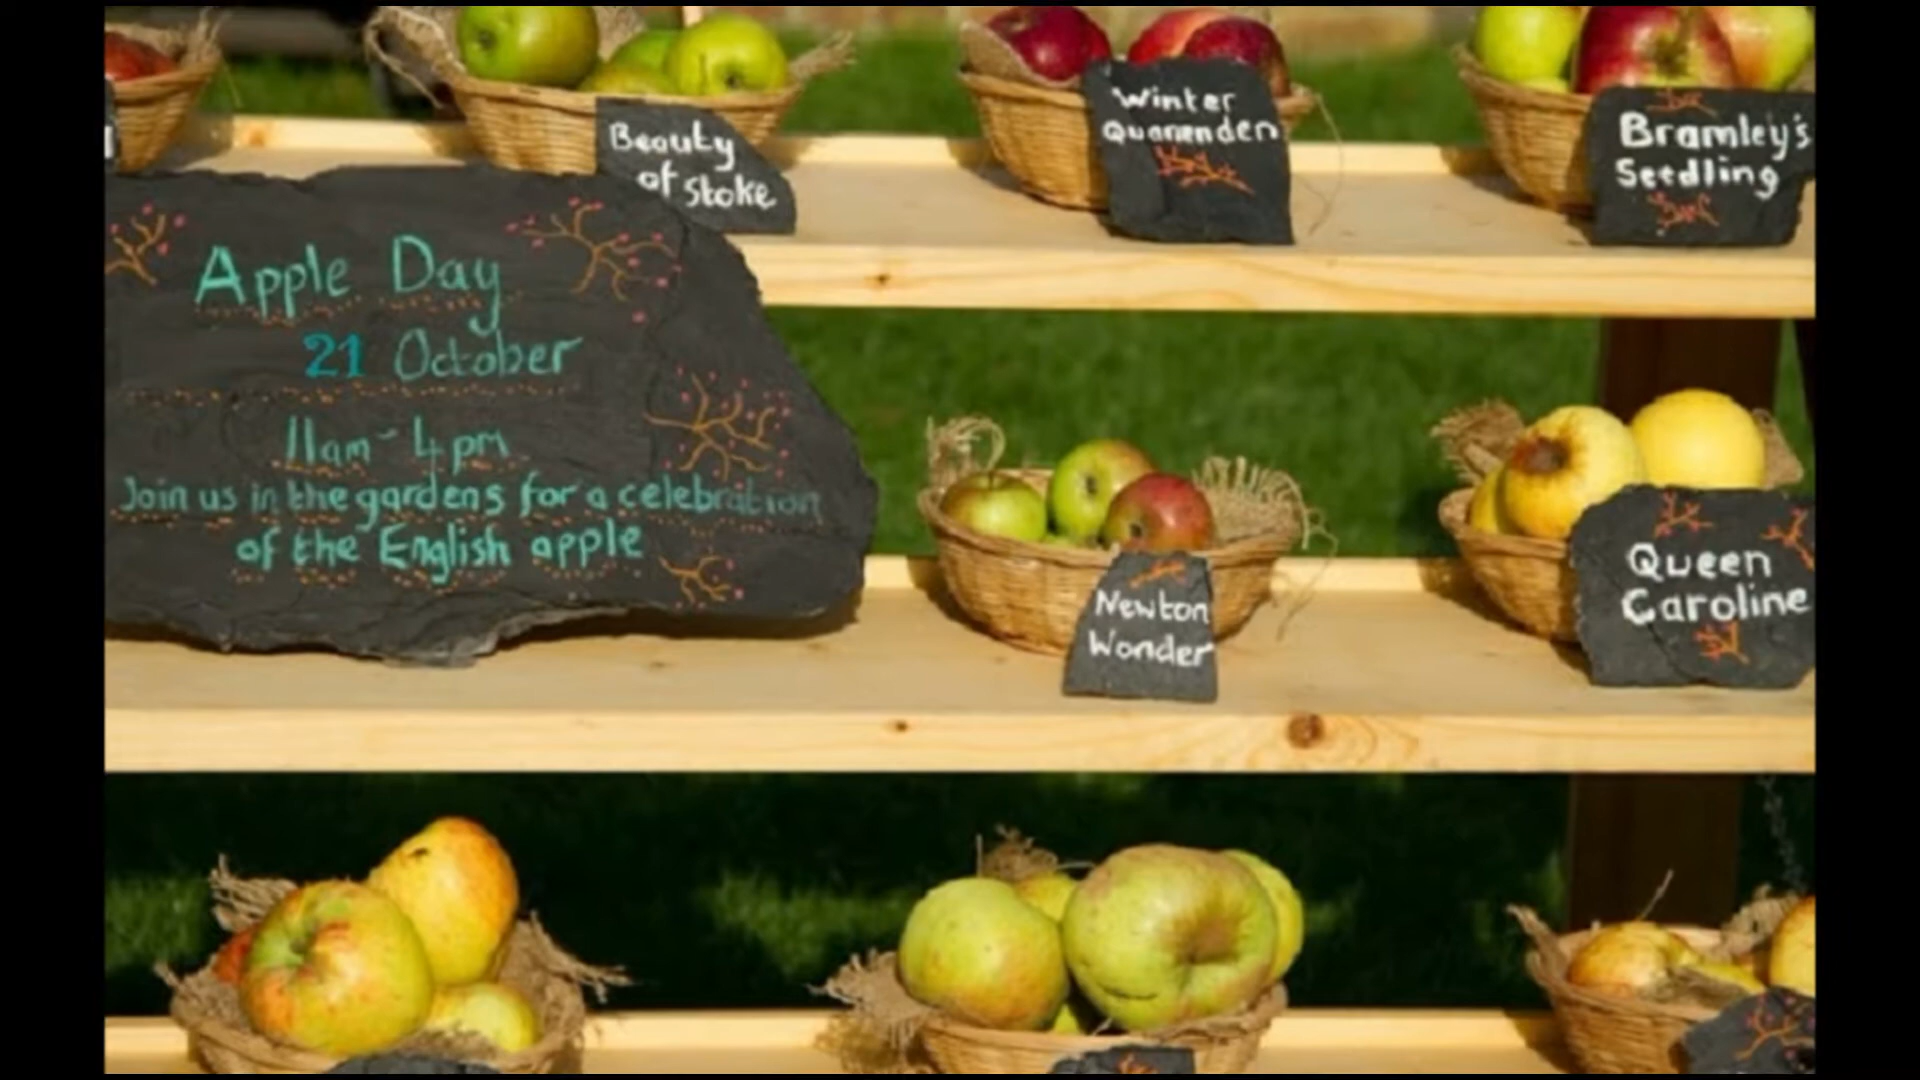 Beauty
of Stoke
Winter
Quarrenden
Bramley's
Seedling
Apple Day
21 October
11am - 4pm
Join us in the gardens for a celebration
of the English apple
Newton
Wonder
Queen
Caroline